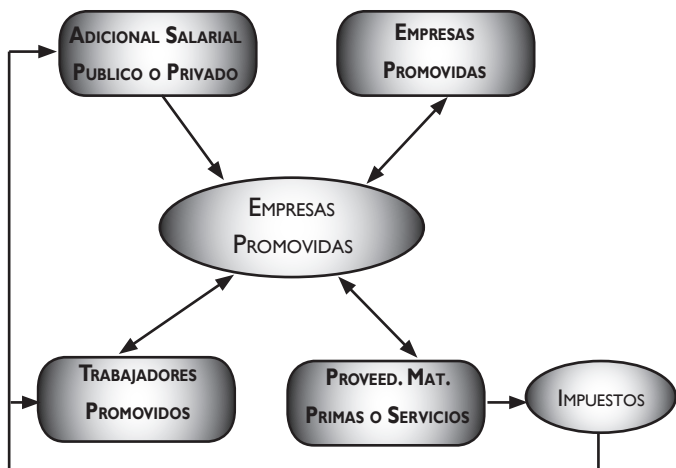 ADICIONAL SALARIAL
PUBLICO O PRIVADO
EMPRESAS
PROMOVIDAS
EMPRESAS
PROMOVIDAS
TRABAJADORES
PROMOVIDOS
PROVEED. MAT.
PRIMAS O SERVICIOS
IMPUESTOS